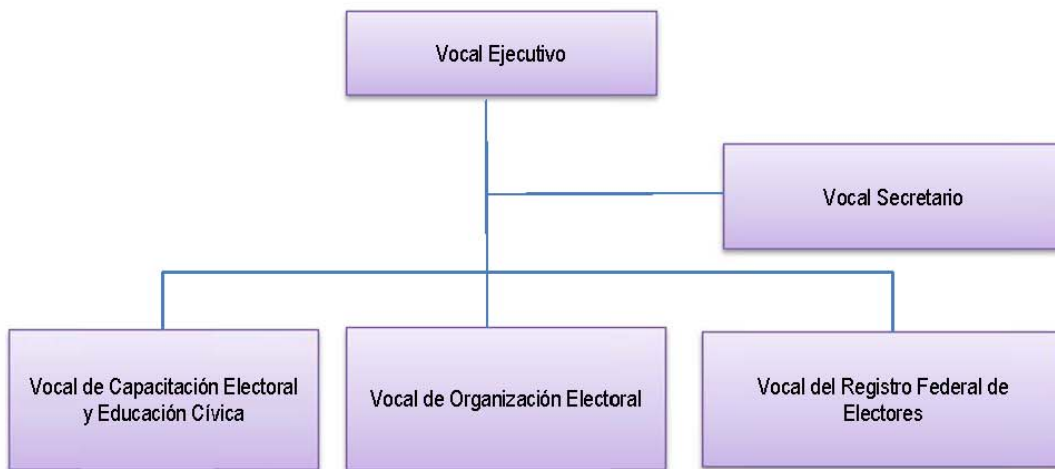 Vocal Ejecutivo
Vocal Secretario
Vocal de Capacitación Electoral
y Educación Cívica
Vocal de Organización Electoral
Vocal del Registro Federal de
Electores